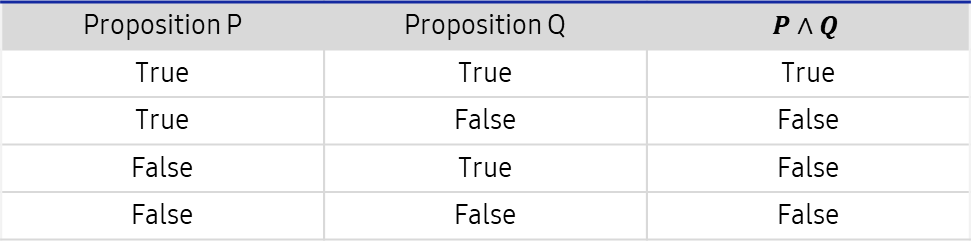 Proposition P Proposition Q P ∧ Q
True True True
True False False
False True False
False False False